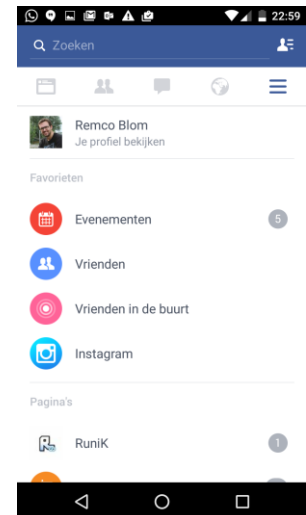 22:59
Zoeken
Remco Blom
Je profiel bekijken
Favorieten
Evenementen
5
Vrienden
Vrienden in de buurt
Instagram
Pagina's
RuniK
1